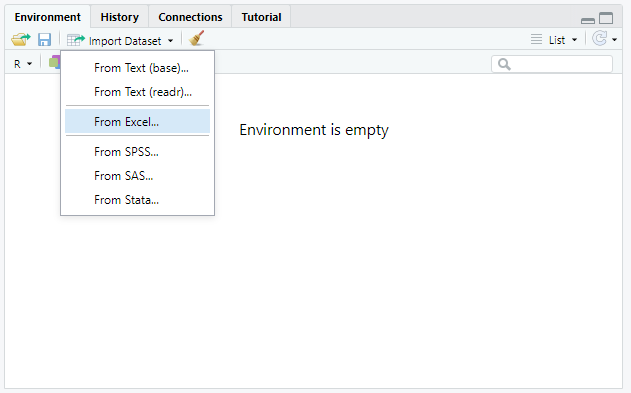 Environment History Connections Tutorial
Import Dataset List
R
From Text (base)...
From Text (readr)...
From Excel...
Environment is empty
From SPSS...
From SAS...
From Stata...